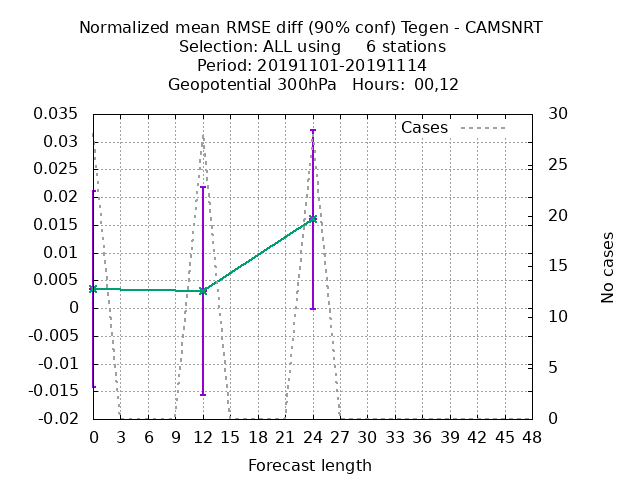 Normalized mean RMSE diff (90% conf) Tegen - CAMSNRT
Selection: ALL using     6 stations
Period: 20191101-20191114
Geopotential 300hPa   Hours:  00,12
Cases
0.035
0.03
0.025
0.02
0.015
0.01
0.005
0
-0.005
-0.01
-0.015
-0.02
30
25
20
15
10
5
0
No cases
0 3 6 9 12 15 18 21 24 27 30 33 36 39 42 45 48
Forecast length